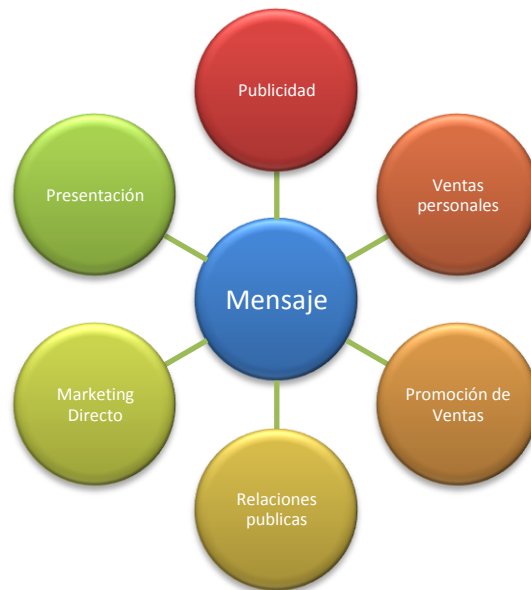 Publicidad
Ventas
personales
Promoción de
Ventas
Relaciones
publicas
Marketing
Directo
Presentación
Mensaje